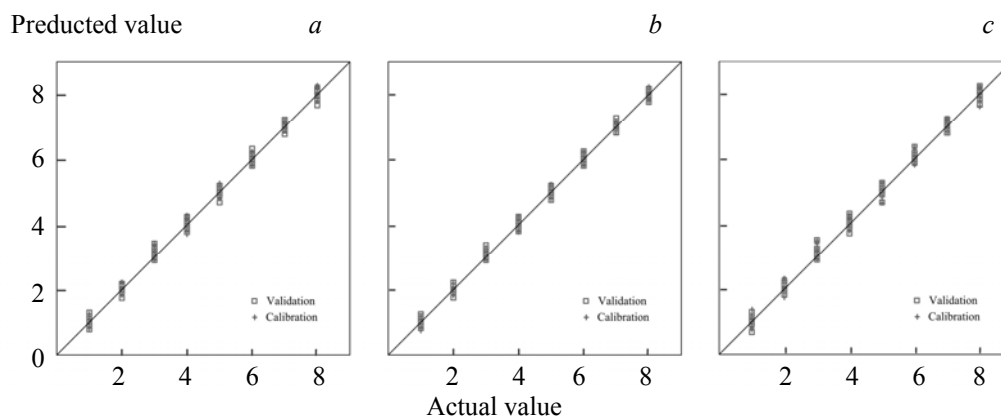 Preducted value a b c
8
6
4
2
0
Validation
Calibration
Validation
Calibration
Validation
Calibration
2 4 6 8 2 4 6 8 2 4 6 8
Actual value